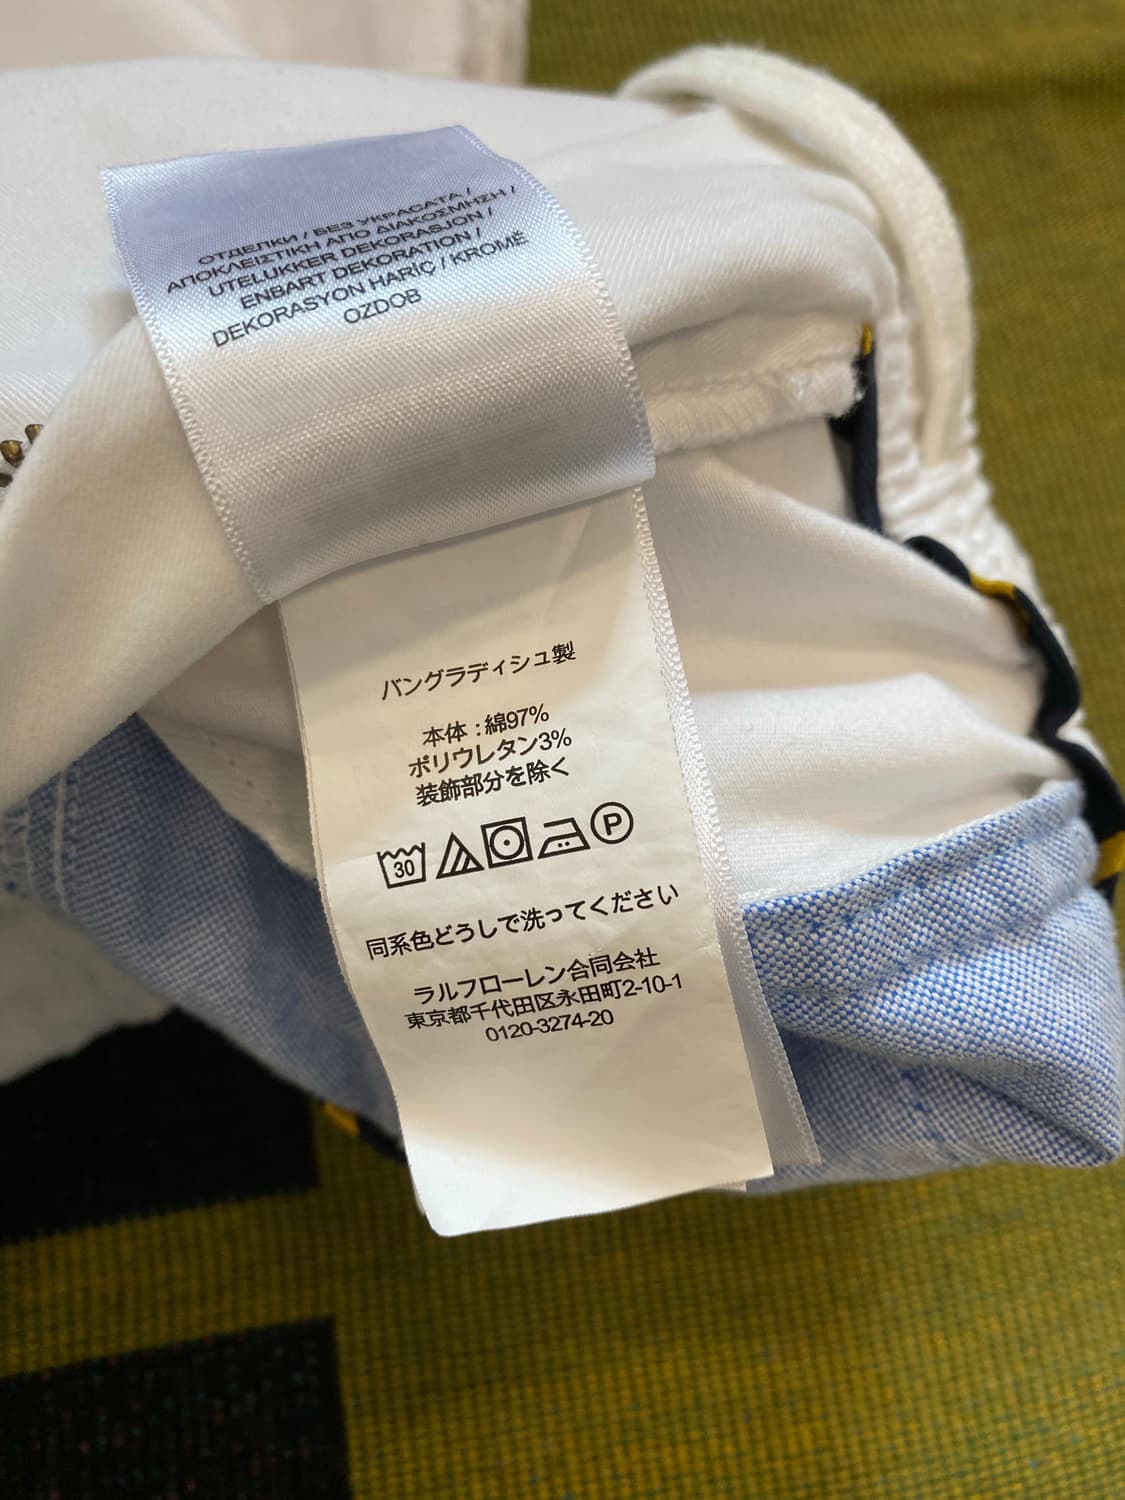 ОТДЕЛКИ / БЕЗ УКРАСАТА /
ΑΠΟΚΛΕΙΣΤΙΚΗ ΑΠΟ ΔΙΑΚΟΣΜΗΣΗ /
UTELUKKER DEKORASJON /
ENBART DEKORATION /
DEKORASYON HARİÇ / KROMĚ
OZDOB
バングラディシュ製
本体 : 綿97%
ポリウレタン3%
装飾部分を除く
30 P
同系色どうしで洗ってください
ラルフローレン合同会社
東京都千代田区永田町2-10-1
0120-3274-20